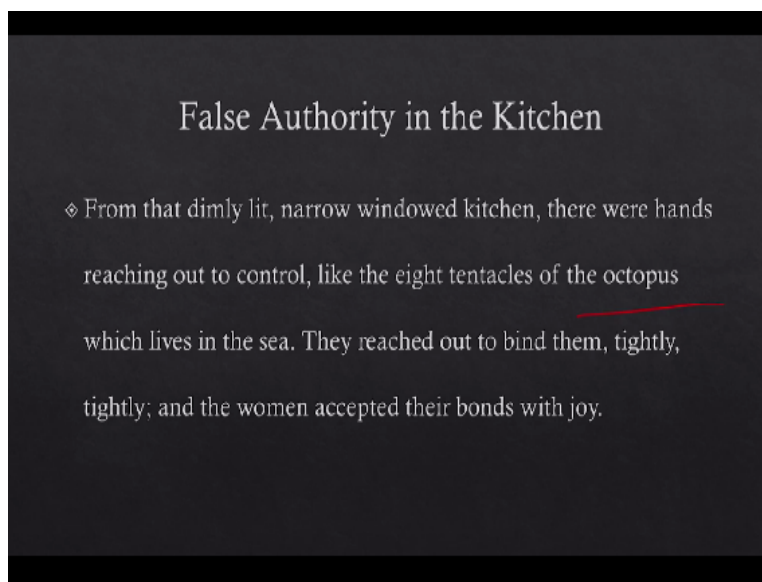 False Authority in the Kitchen
From that dimly lit, narrow windowed kitchen, there were hands
reaching out to control, like the eight tentacles of the octopus
which lives in the sea. They reached out to bind them, tightly,
tightly; and the women accepted their bonds with joy.